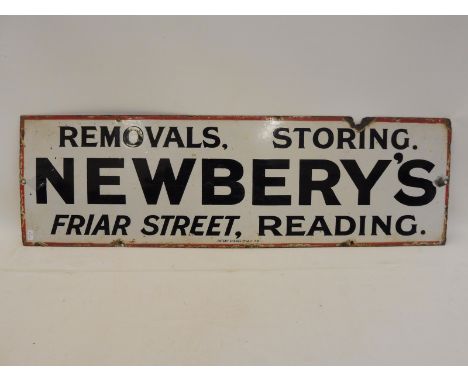 REMOVALS, STORING.
NEWBERY'S
FRIAR STREET, READING.